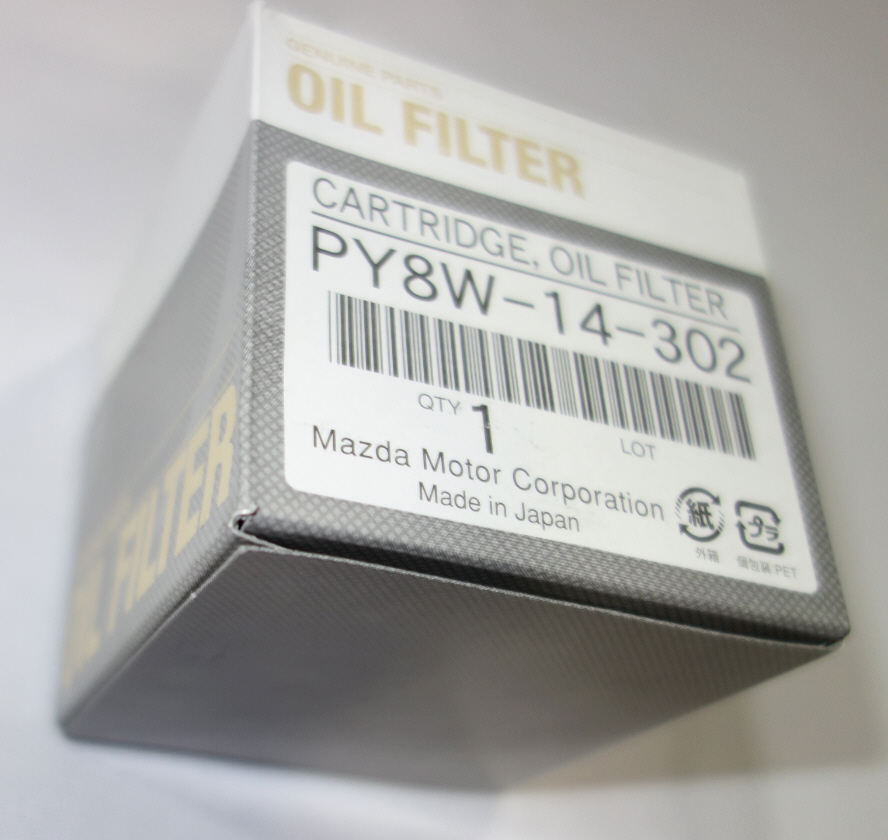 GENUINE PARTS
OIL FILTER
CARTRIDGE, OIL FILTER
PY8W-14-302
QTY 1
LOT
Mazda Motor Corporation
Made in Japan
紙
外箱
プラ
個包装:PET
OIL FILTER